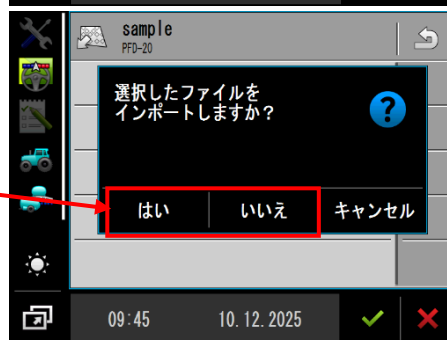 sample
PFD-20
選択したファイルを
インポートしますか？
?
はい
いいえ
キャンセル
09:45
10.12.2025